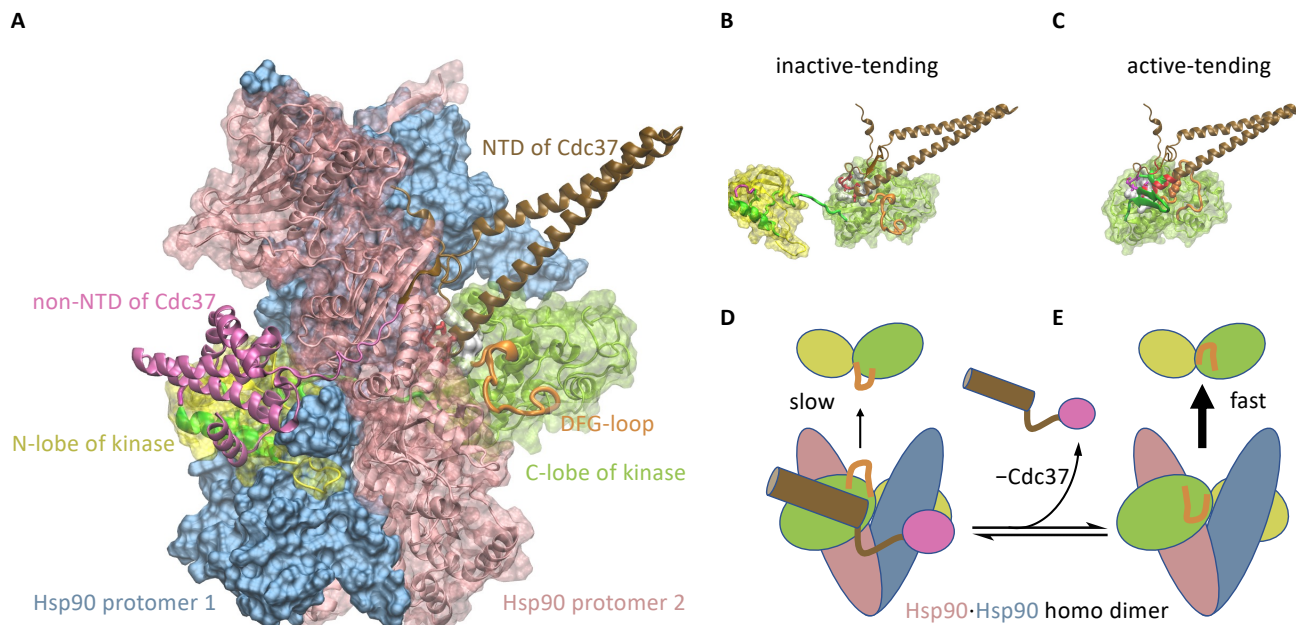 A
B
C
inactive-tending
active-tending
NTD of Cdc37
non-NTD of Cdc37
N-lobe of kinase
DFG-loop
C-lobe of kinase
Hsp90 protomer 1
Hsp90 protomer 2
D
E
slow
fast
−Cdc37
Hsp90·Hsp90 homo dimer